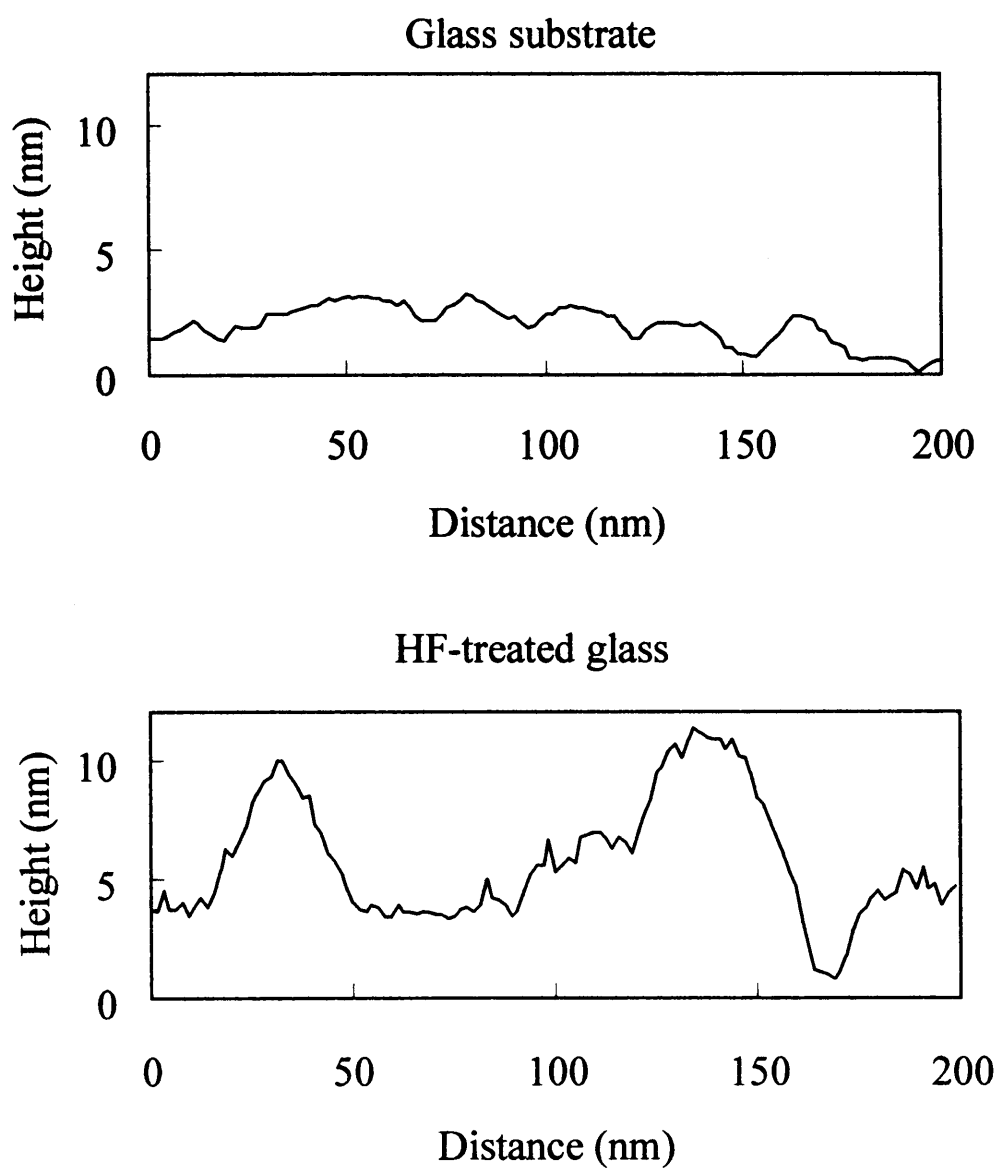 Glass substrate
Height (nm)
10
5
0
0 50 100 150 200
Distance (nm)
HF-treated glass
Height (nm)
10
5
0
0 50 100 150 200
Distance (nm)